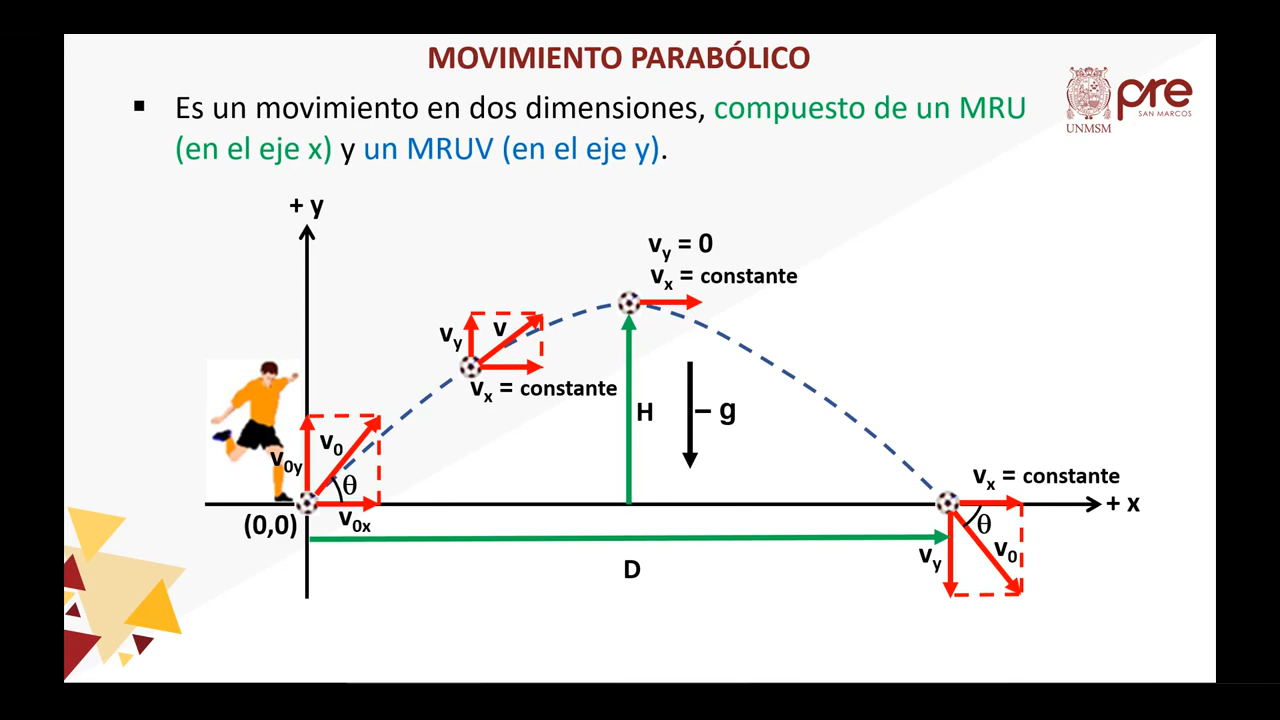 MOVIMIENTO PARABÓLICO
▪ Es un movimiento en dos dimensiones, compuesto de un MRU
(en el eje x) y un MRUV (en el eje y).
UNMSM
pre
SAN MARCOS
+ y
vy = 0
vx = constante
vy
v
vx = constante
H
– g
v0
v0y
θ
(0,0)
v0x
vx = constante
+ x
θ
vy
v0
D